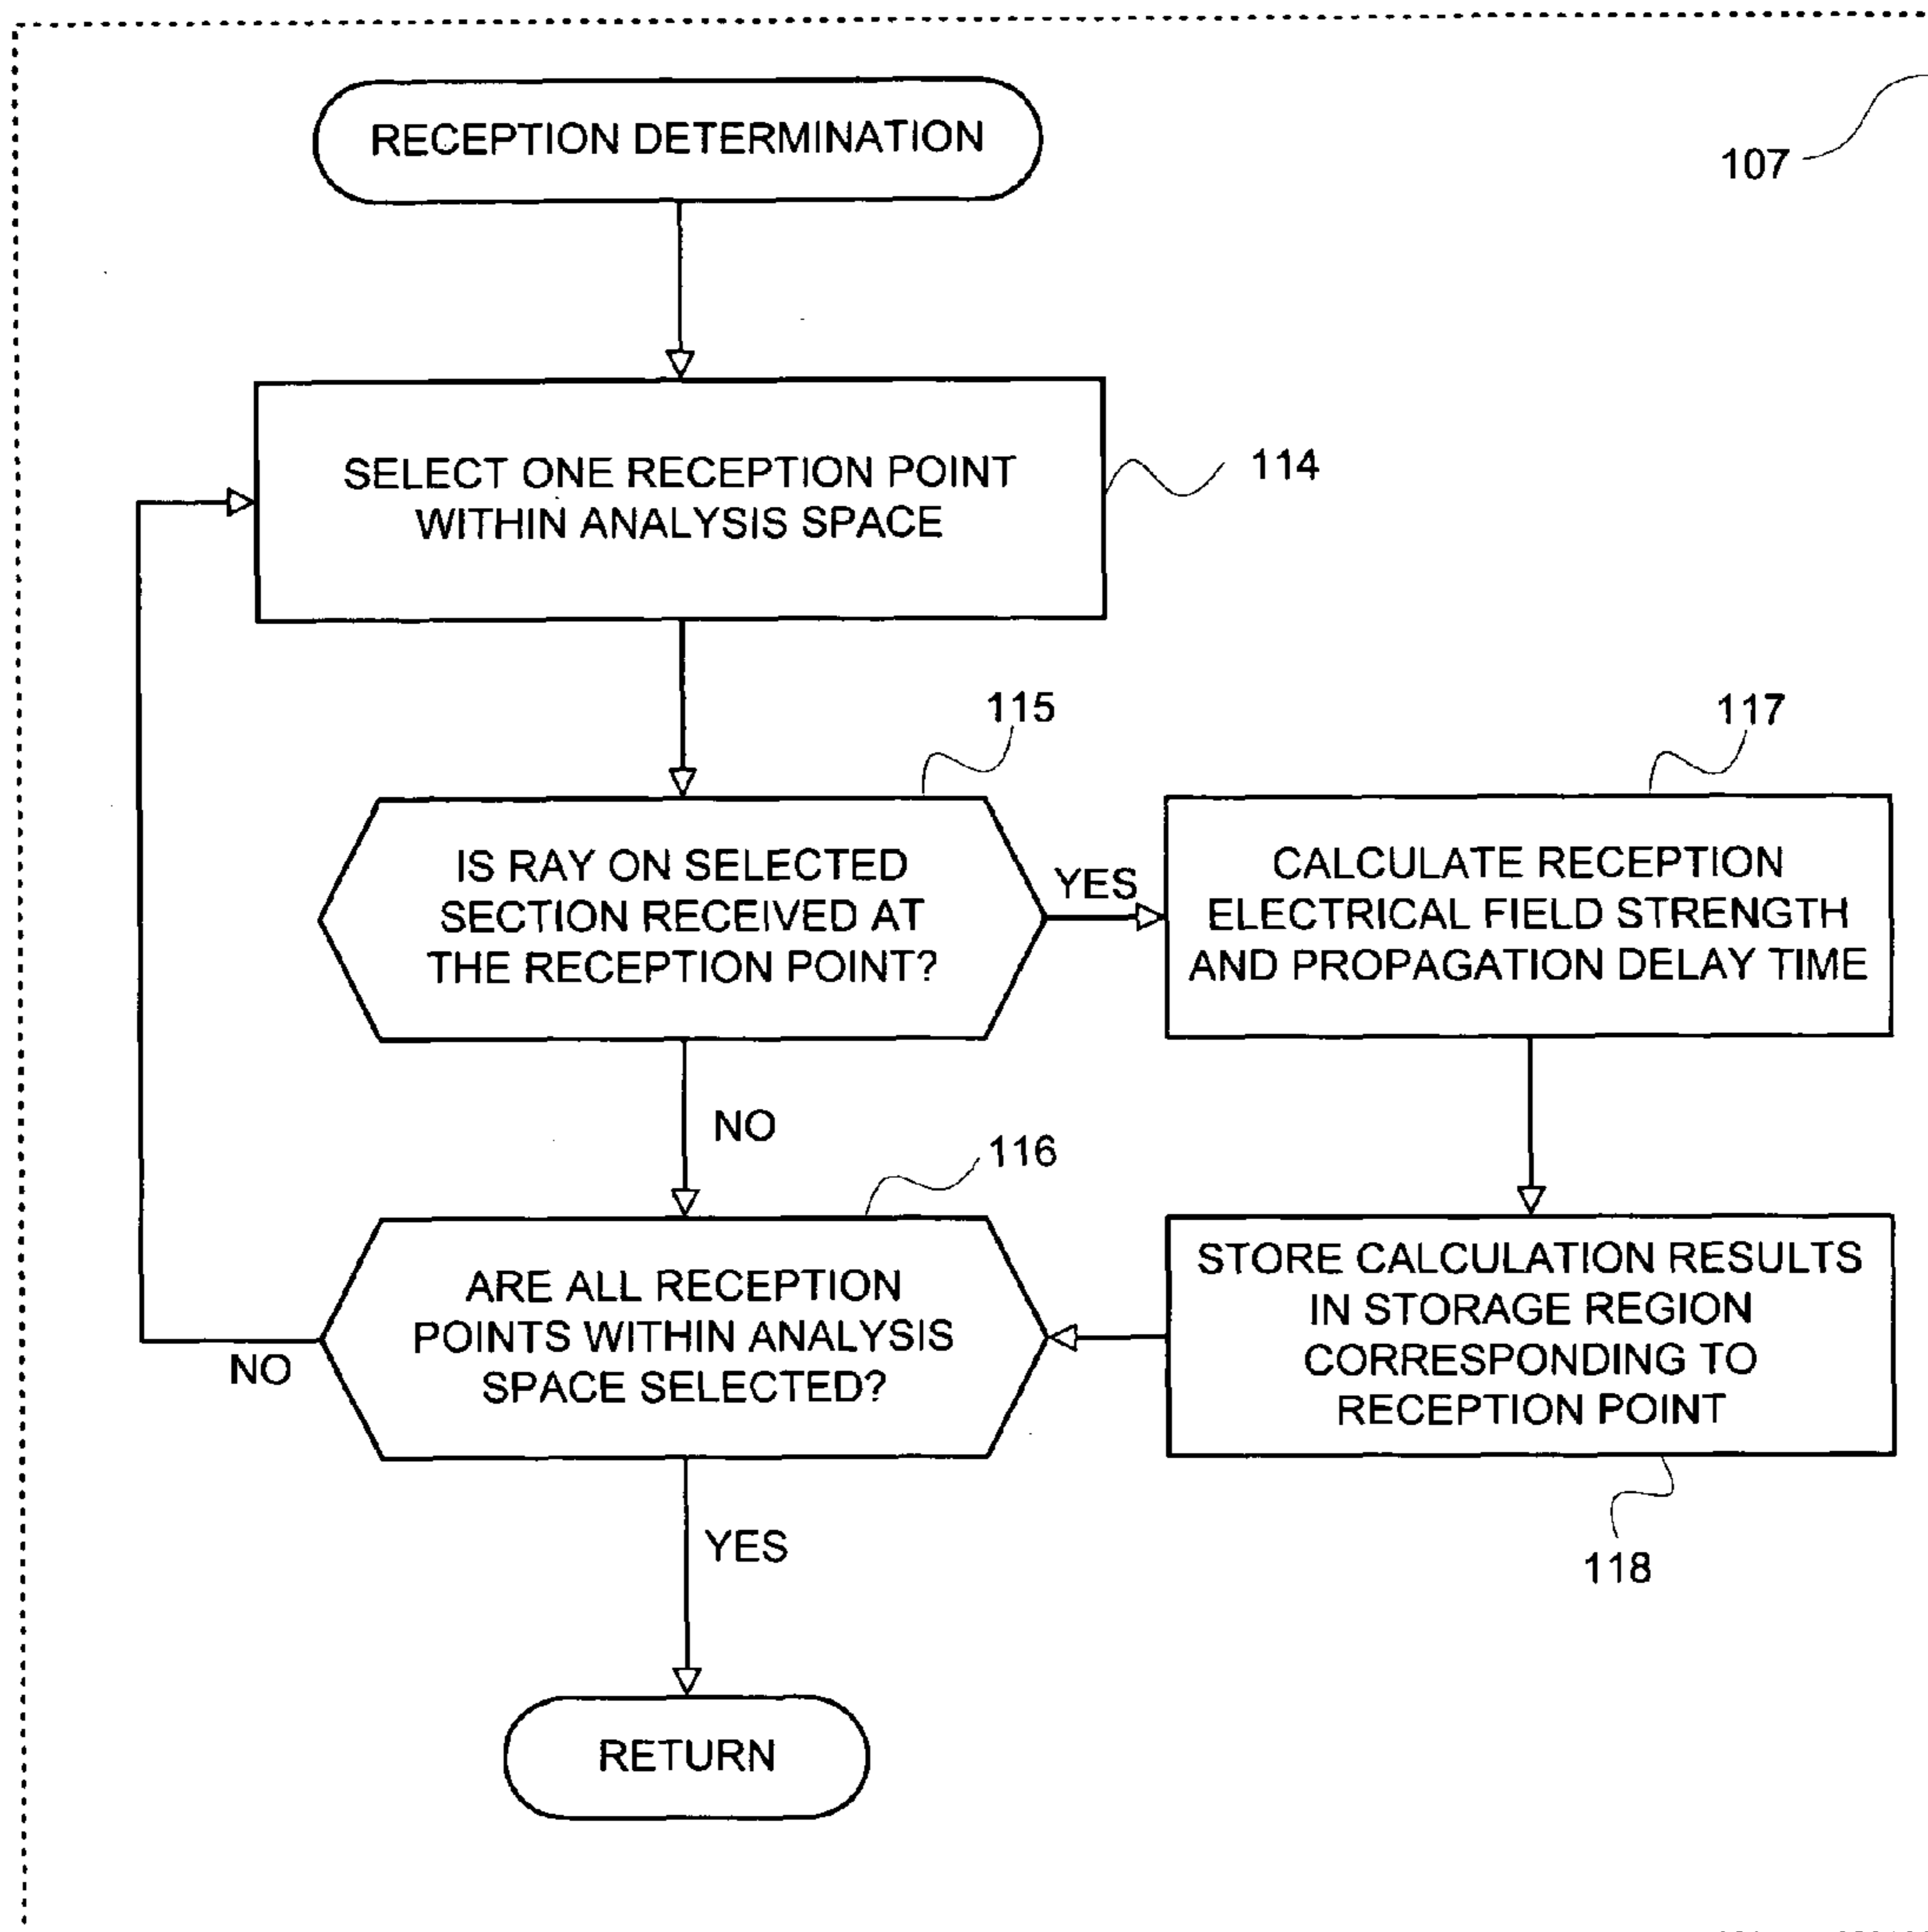 RECEPTION DETERMINATION
107
SELECT ONE RECEPTION POINT
WITHIN ANALYSIS SPACE
114
115
117
IS RAY ON SELECTED
SECTION RECEIVED AT
THE RECEPTION POINT?
YES
CALCULATE RECEPTION
ELECTRICAL FIELD STRENGTH
AND PROPAGATION DELAY TIME
NO
116
ARE ALL RECEPTION
POINTS WITHIN ANALYSIS
SPACE SELECTED?
NO
STORE CALCULATION RESULTS
IN STORAGE REGION
CORRESPONDING TO
RECEPTION POINT
YES
118
RETURN